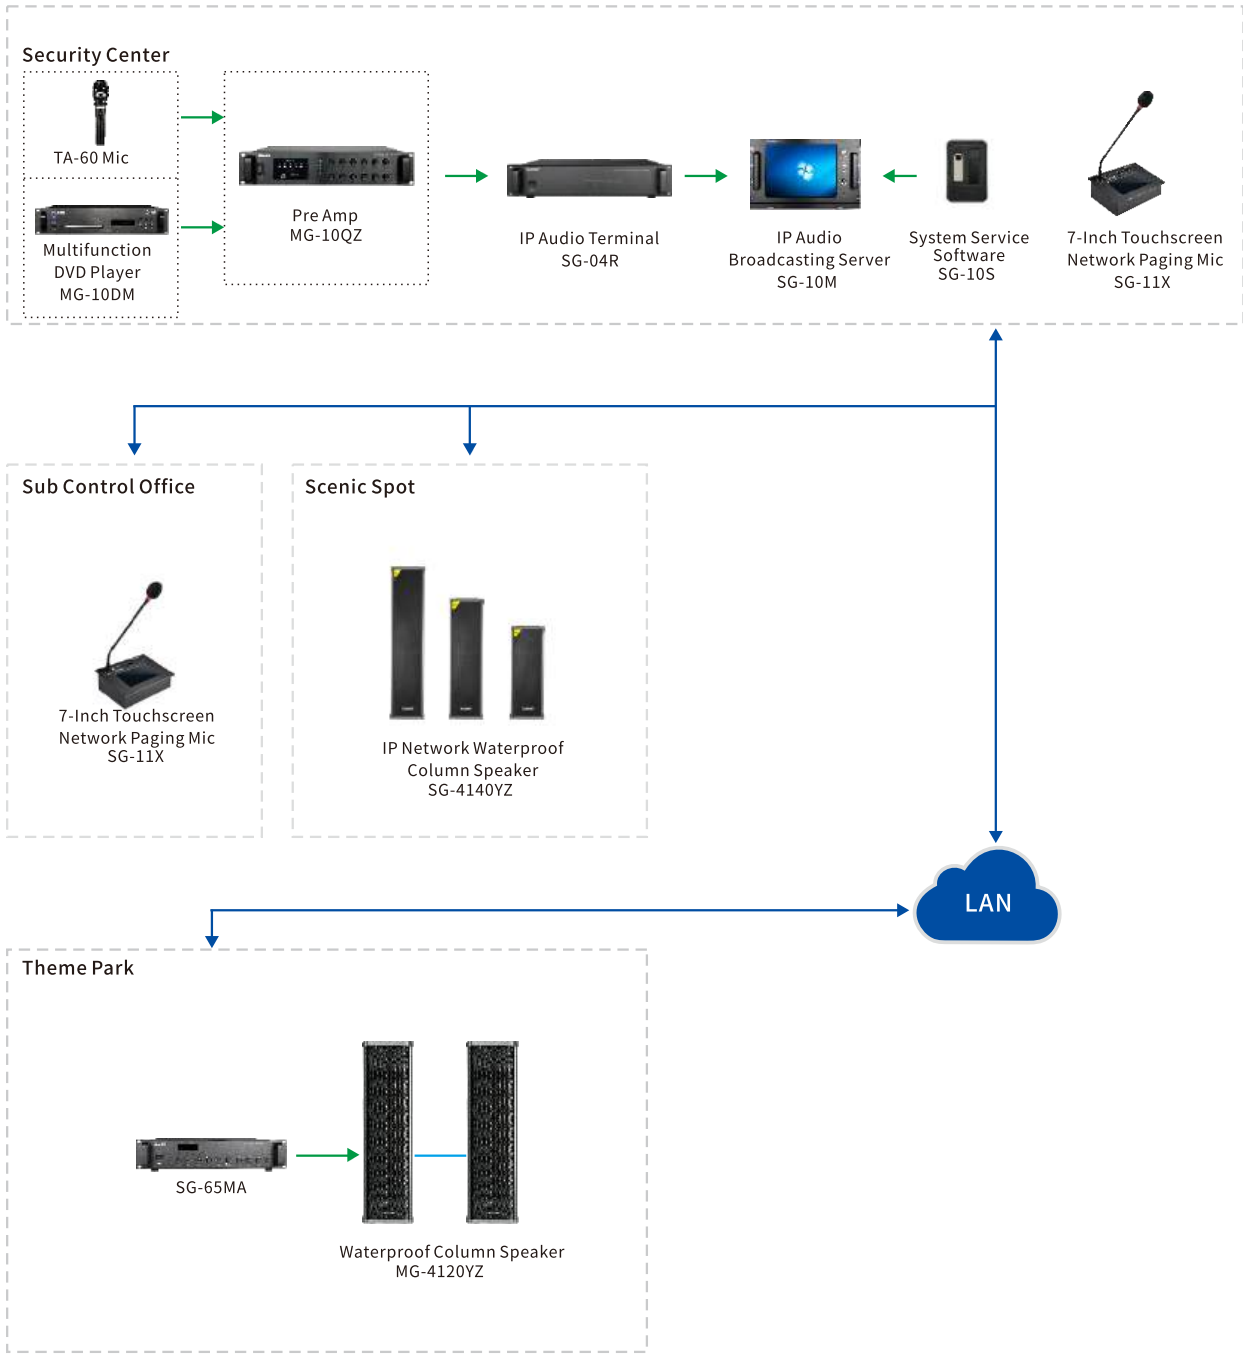 Security Center
TA-60 Mic
Multifunction
DVD Player
MG-10DM
Pre Amp
MG-10QZ
IP Audio Terminal
SG-04R
IP Audio
Broadcasting Server
SG-10M
System Service
Software
SG-10S
7-Inch Touchscreen
Network Paging Mic
SG-11X
Sub Control Office
7-Inch Touchscreen
Network Paging Mic
SG-11X
Scenic Spot
IP Network Waterproof
Column Speaker
SG-4140YZ
LAN
Theme Park
SG-65MA
Waterproof Column Speaker
MG-4120YZ